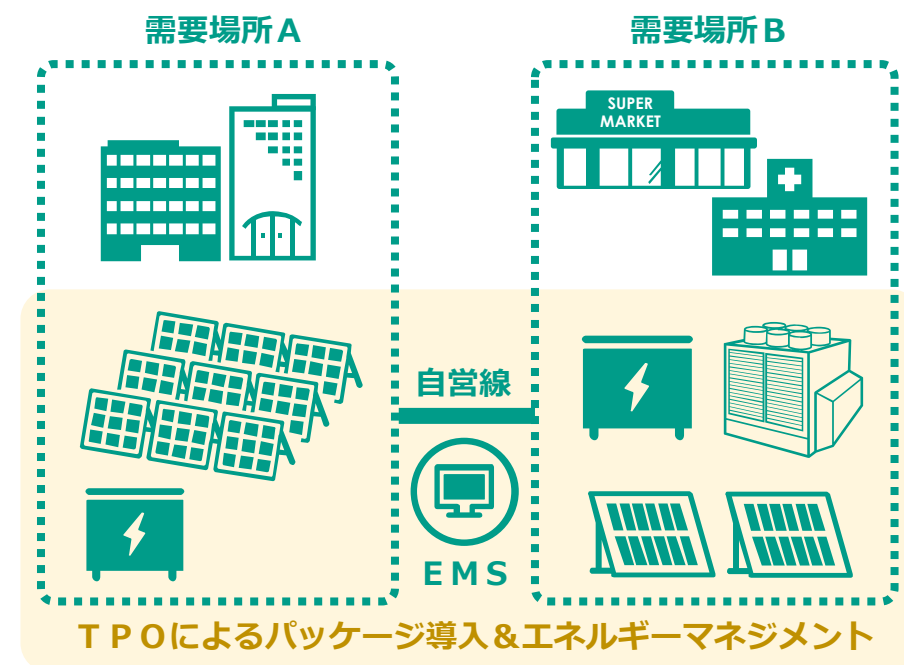 需要場所A
需要場所B
SUPER
MARKET
自営線
EMS
TPOによるパッケージ導入&エネルギーマネジメント